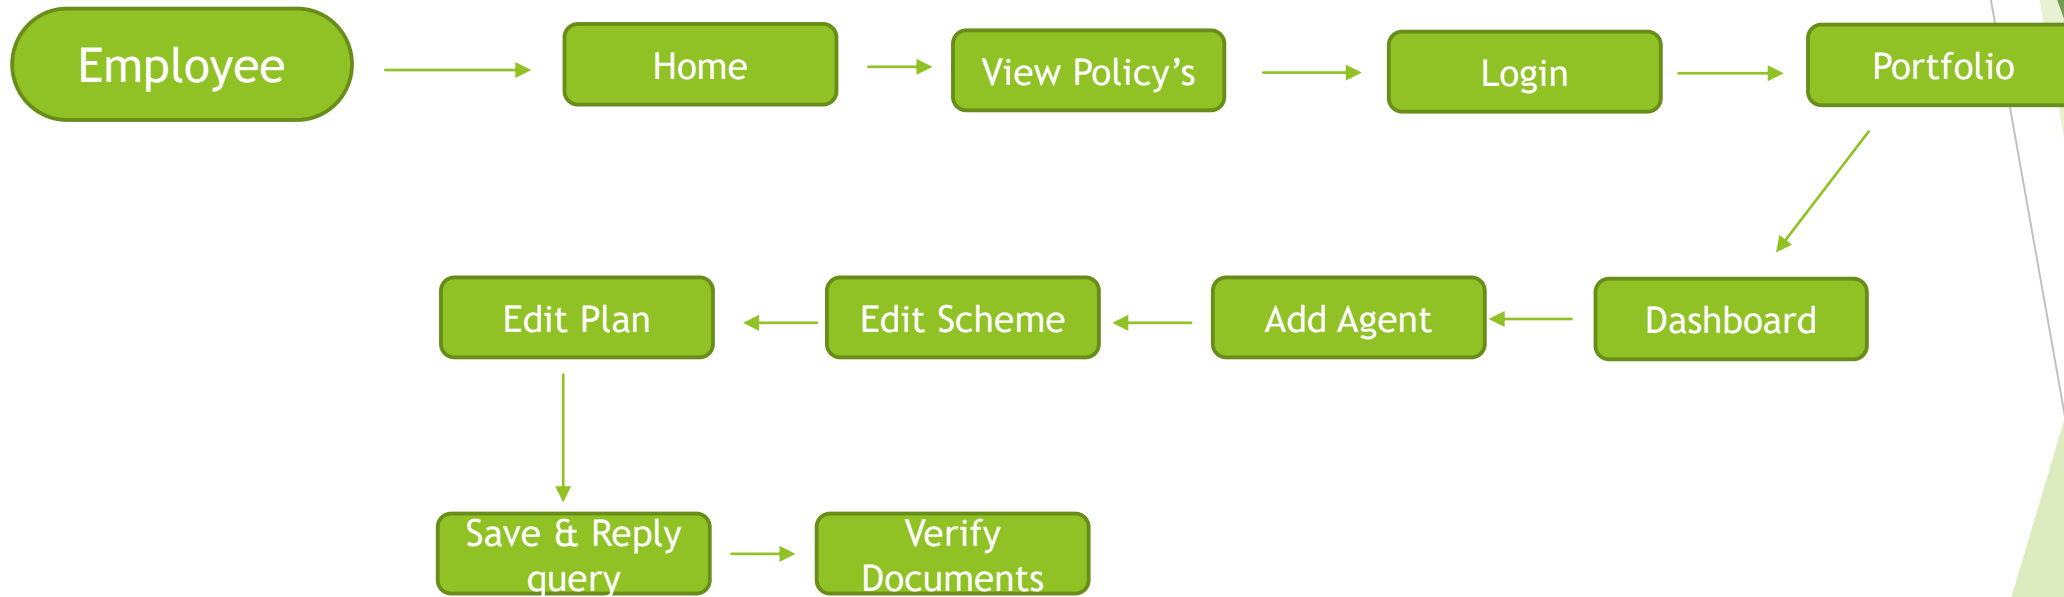 Employee
Home
View Policy’s
Login
Portfolio
Edit Plan
Edit Scheme
Add Agent
Dashboard
Save & Reply
query
Verify
Documents